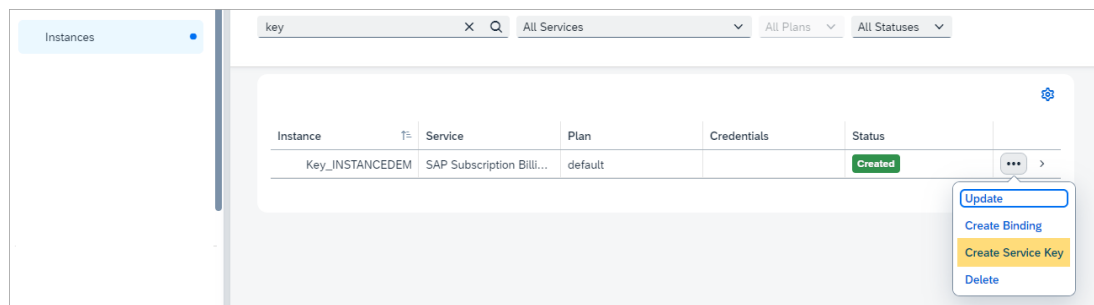 Instances
key
All Services
All Plans
All Statuses
Instance Service Plan Credentials Status
Key_INSTANCEDEM SAP Subscription Billi... default Created
Update
Create Binding
Create Service Key
Delete